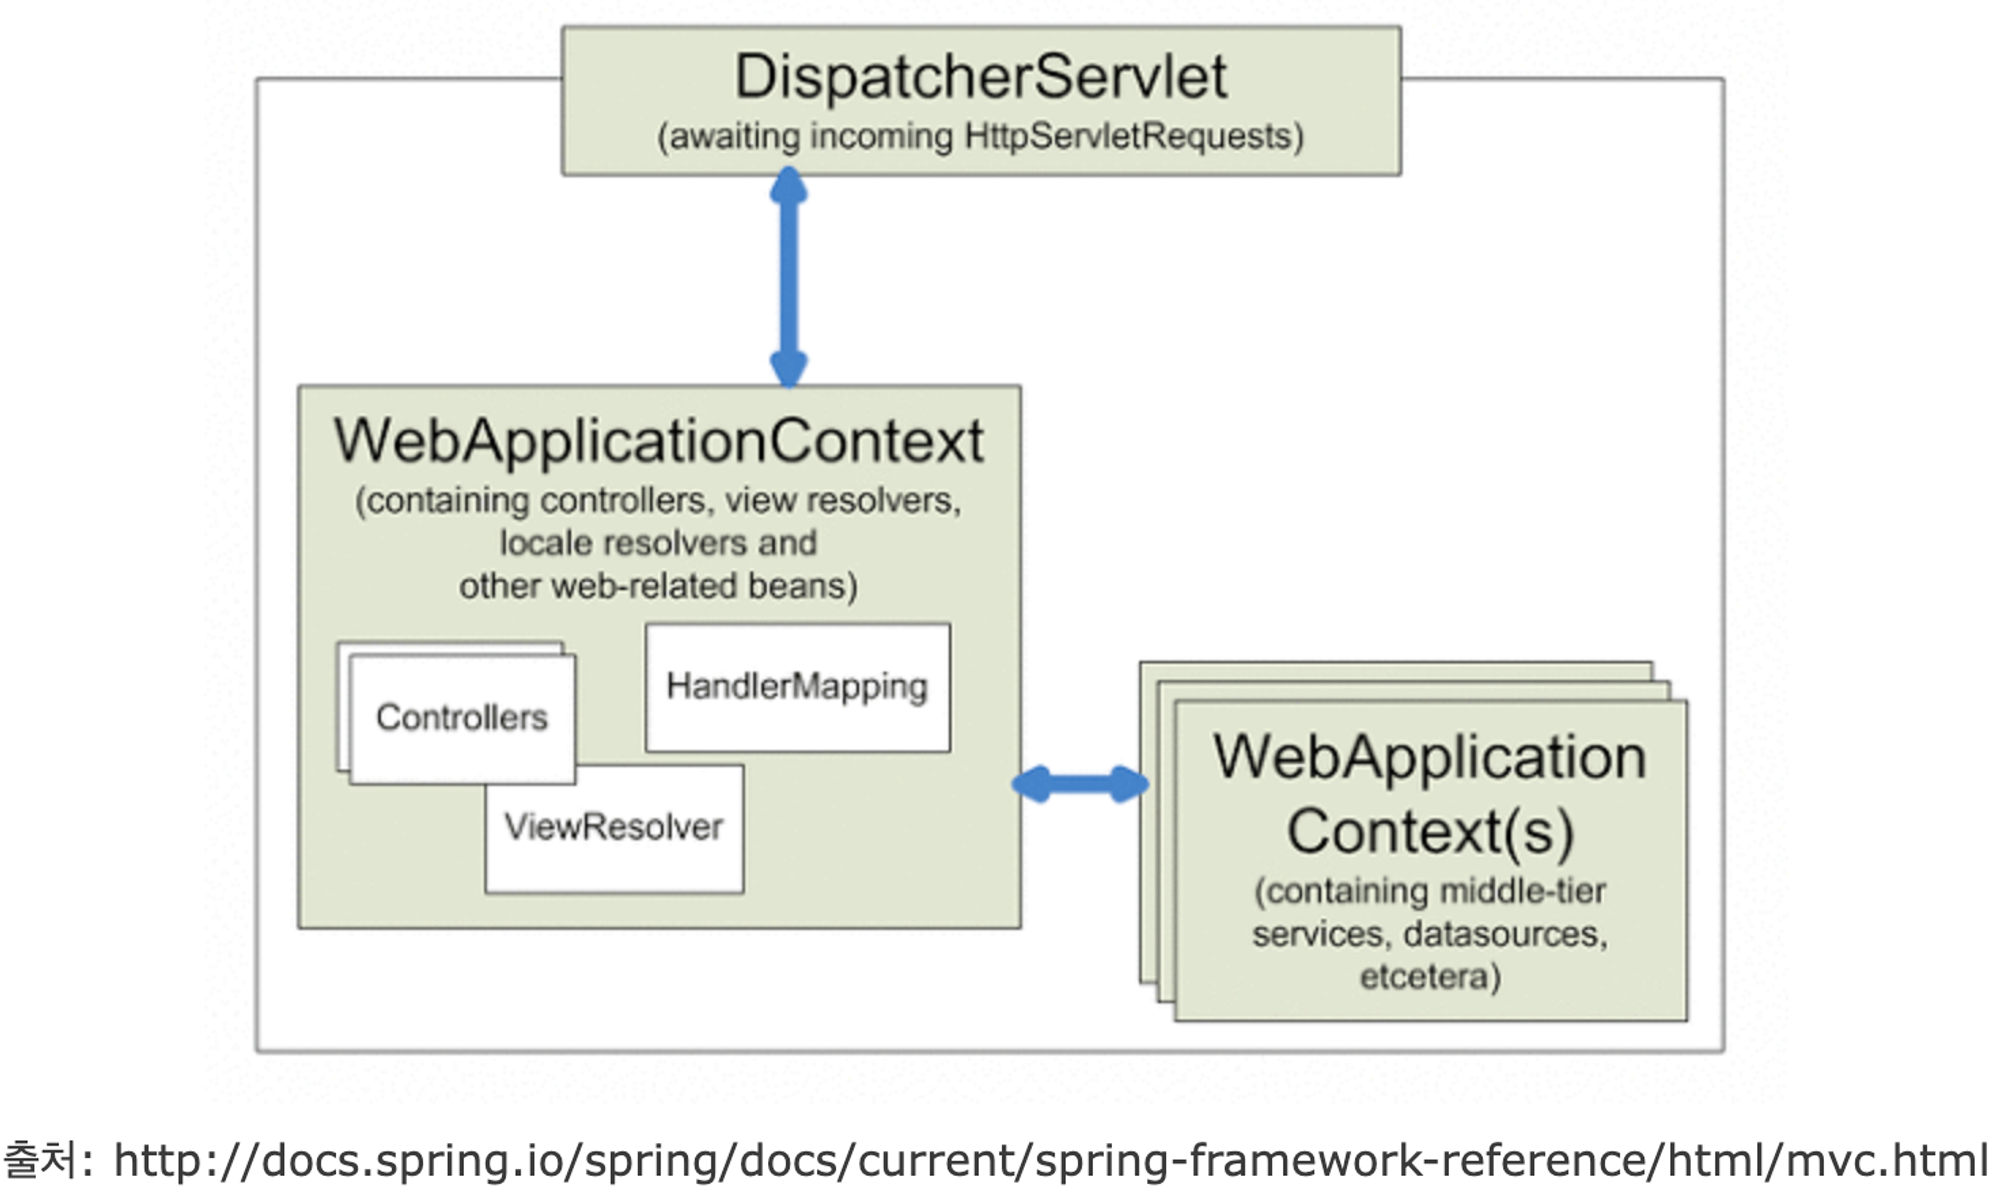 DispatcherServlet
(awaiting incoming HttpServletRequests)
WebApplicationContext
(containing controllers, view resolvers,
locale resolvers and
other web-related beans)
Controllers
HandlerMapping
ViewResolver
WebApplication
Context(s)
(containing middle-tier
services, datasources,
etcetera)
출처: http://docs.spring.io/spring/docs/current/spring-framework-reference/html/mvc.html